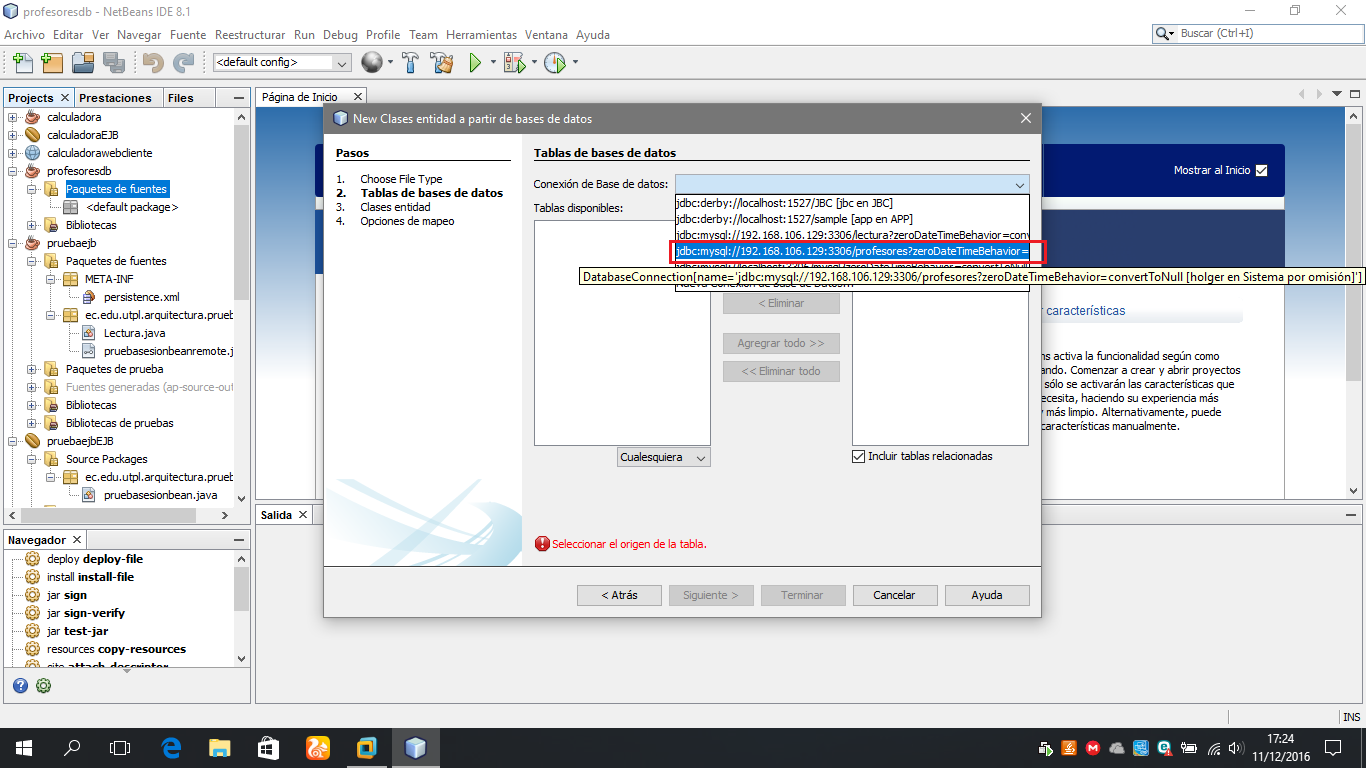 profesoresdb - NetBeans IDE 8.1
Archivo Editar Ver Navegar Fuente Reestructurar Run Debug Profile Team Herramientas Ventana Ayuda
Buscar (Ctrl+I)
<default config>
Projects Prestaciones Files
calculadora
calculadoraEJB
calculadorawebcliente
profesoresdb
Paquetes de fuentes
<default package>
Bibliotecas
pruebaejb
Paquetes de fuentes
META-INF
persistence.xml
ec.edu.utpl.arquitectura.prueb
Lectura.java
pruebasesionbeanremote.j
Paquetes de prueba
Fuentes generadas (ap-source-out
Bibliotecas
Bibliotecas de pruebas
pruebaejbEJB
Source Packages
ec.edu.utpl.arquitectura.prueb
pruebasesionbean.java
Navegador
deploy deploy-file
install install-file
jar sign
jar sign-verify
jar test-jar
resources copy-resources
site attach-descriptor
Página de Inicio
Mostrar al Inicio
r características
ns activa la funcionalidad según como
ando. Comenzar a crear y abrir proyectos
sólo se activarán las características que
ecesita, haciendo su experiencia más
y más limpio. Alternativamente, puede
características manualmente.
Salida
New Clases entidad a partir de bases de datos
Pasos
1. Choose File Type
2. Tablas de bases de datos
3. Clases entidad
4. Opciones de mapeo
Tablas de bases de datos
Conexión de Base de datos:
jdbc:derby://localhost:1527/JBC [jbc en JBC]
jdbc:derby://localhost:1527/sample [app en APP]
jdbc:mysql://192.168.106.129:3306/lectura?zeroDateTimeBehavior=conv
jdbc:mysql://192.168.106.129:3306/profesores?zeroDateTimeBehavior=
DatabaseConnection[name='jdbc:mysql://192.168.106.129:3306/profesores?zeroDateTimeBehavior=convertToNull [holger en Sistema por omisión]']
Tablas disponibles:
< Eliminar
Agregrar todo >>
<< Eliminar todo
Cualesquiera
Incluir tablas relacionadas
Seleccionar el origen de la tabla.
< Atrás Siguiente > Terminar Cancelar Ayuda
INS
17:24
11/12/2016